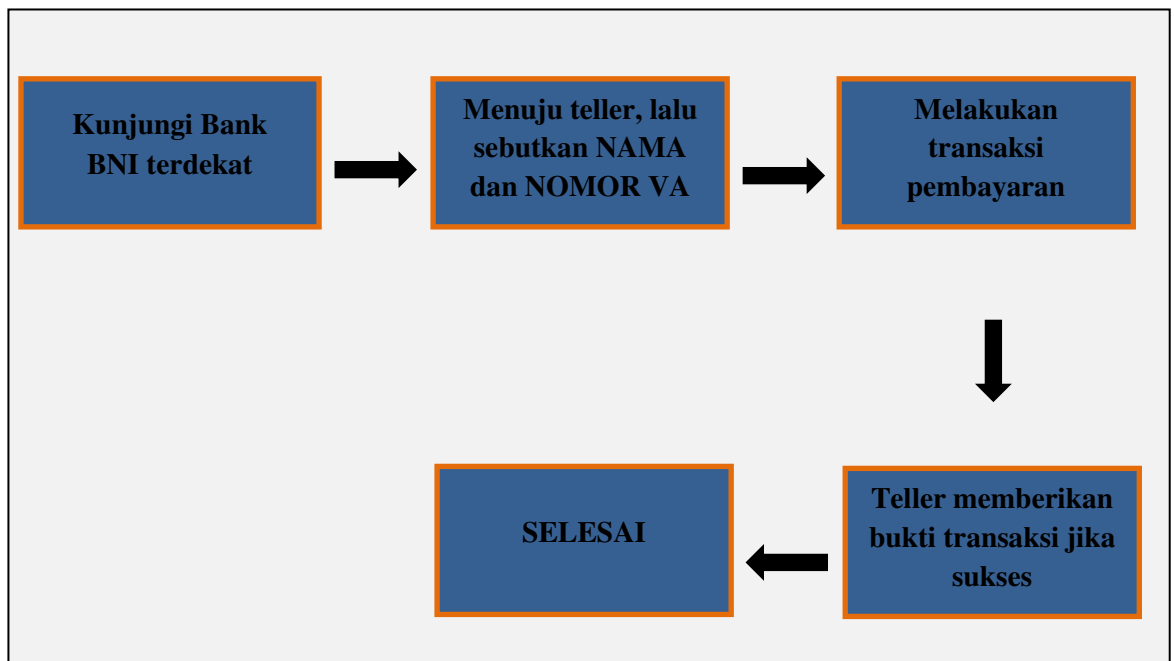 Kunjungi Bank
BNI terdekat
Menuju teller, lalu
sebutkan NAMA
dan NOMOR VA
Melakukan
transaksi
pembayaran
Teller memberikan
bukti transaksi jika
sukses
SELESAI